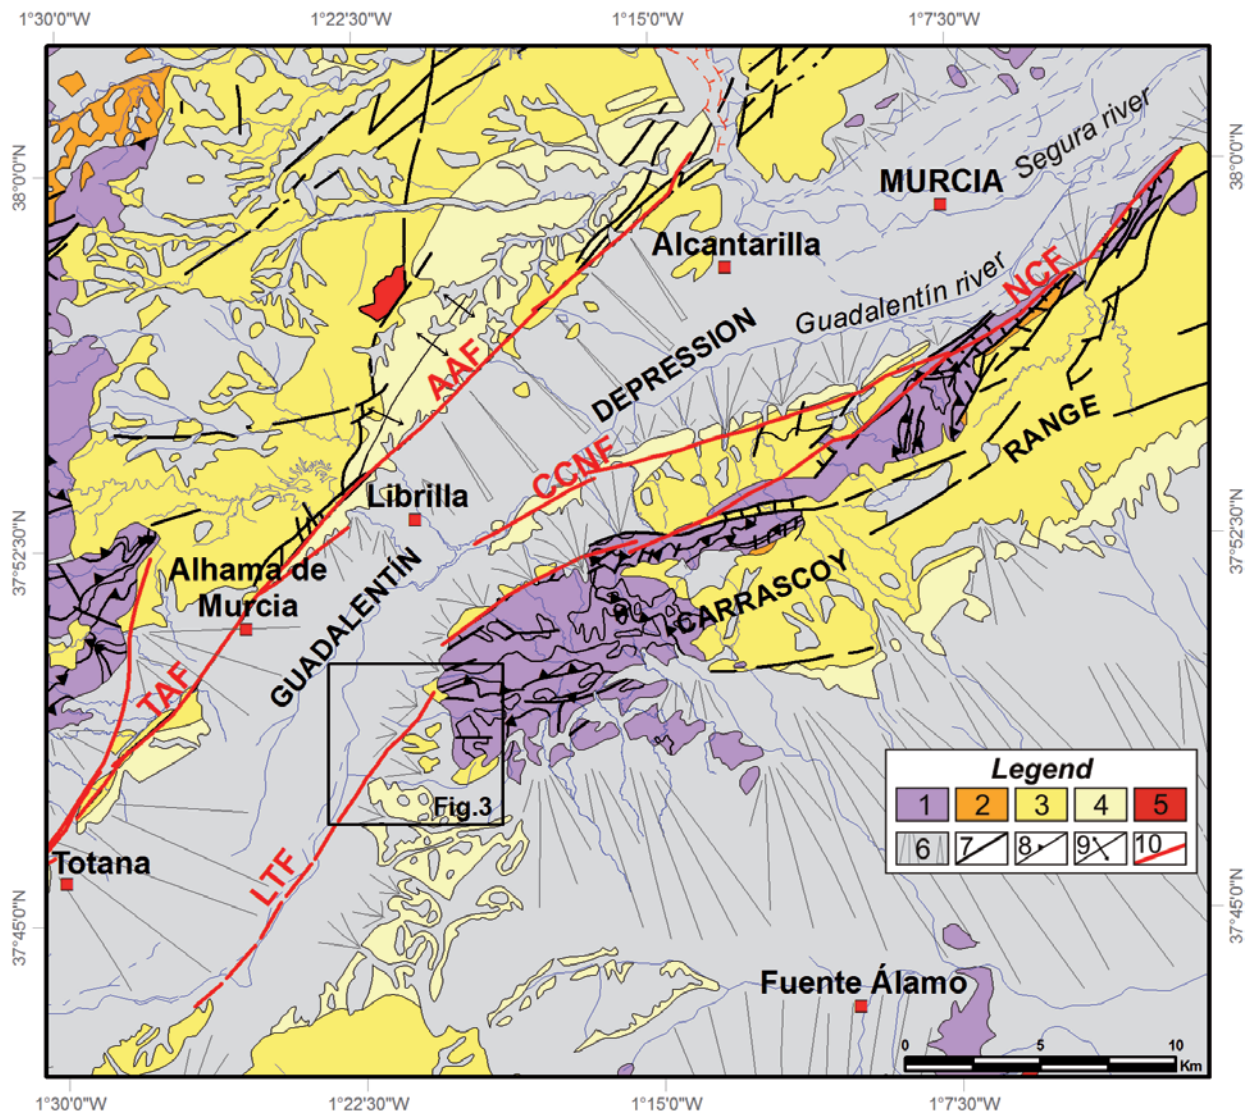 1°30'0"W
1°22'30"W
1°15'0"W
1°7'30"W
38°0'0"N
38°0'0"N
Segura river
MURCIA
Alcantarilla
NCF
Guadalentín river
DEPRESSION
AAF
RANGE
CCNF
Librilla
37°52'30"N
37°52'30"N
Alhama de
Murcia
GUADALENTÍN
CARRASCOY
TAF
Legend
1
2
3
4
5
6
7
8
9
10
Fig.3
Totana
LTF
37°45'0"N
37°45'0"N
Fuente Álamo
0
5
10
Km
1°30'0"W
1°22'30"W
1°15'0"W
1°7'30"W